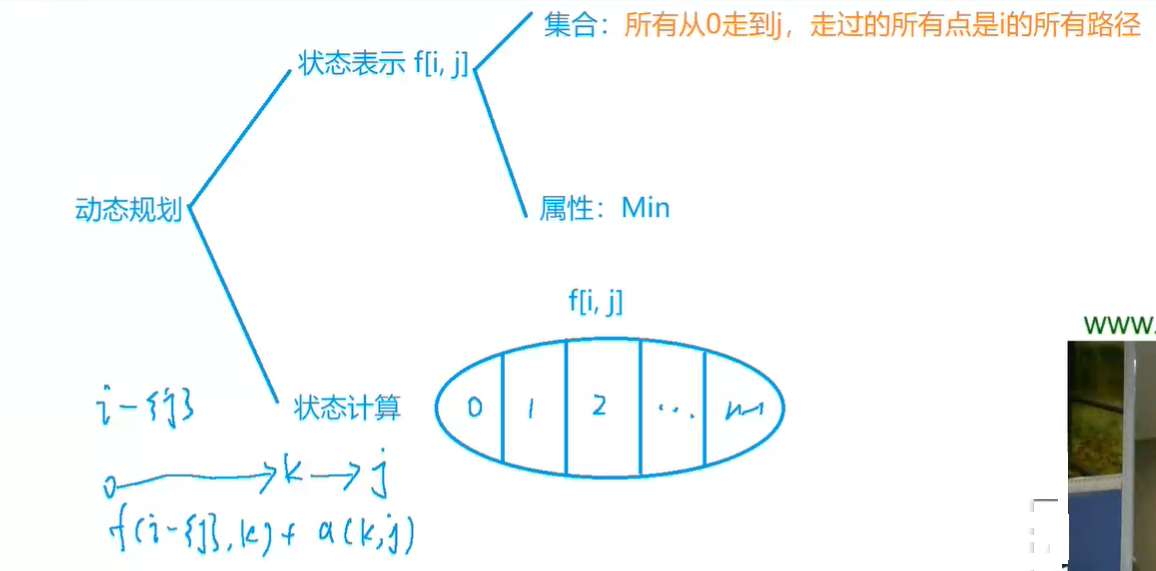 集合：所有从0走到j，走过的所有点是i的所有路径
状态表示 f[i, j]
动态规划
属性：Min
f[i, j]
www.
i-{j}
状态计算
0 1 2 ...
0 → k → j
f(i-{j}, k) + a(k, j)